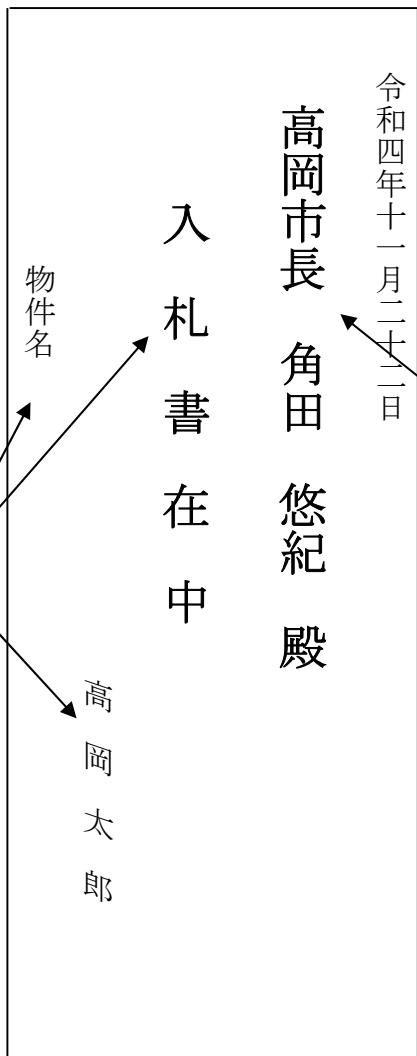 令和四年十一月二十二日
高岡市長　角田　悠紀　殿
入札書在中
高岡太郎
物件名